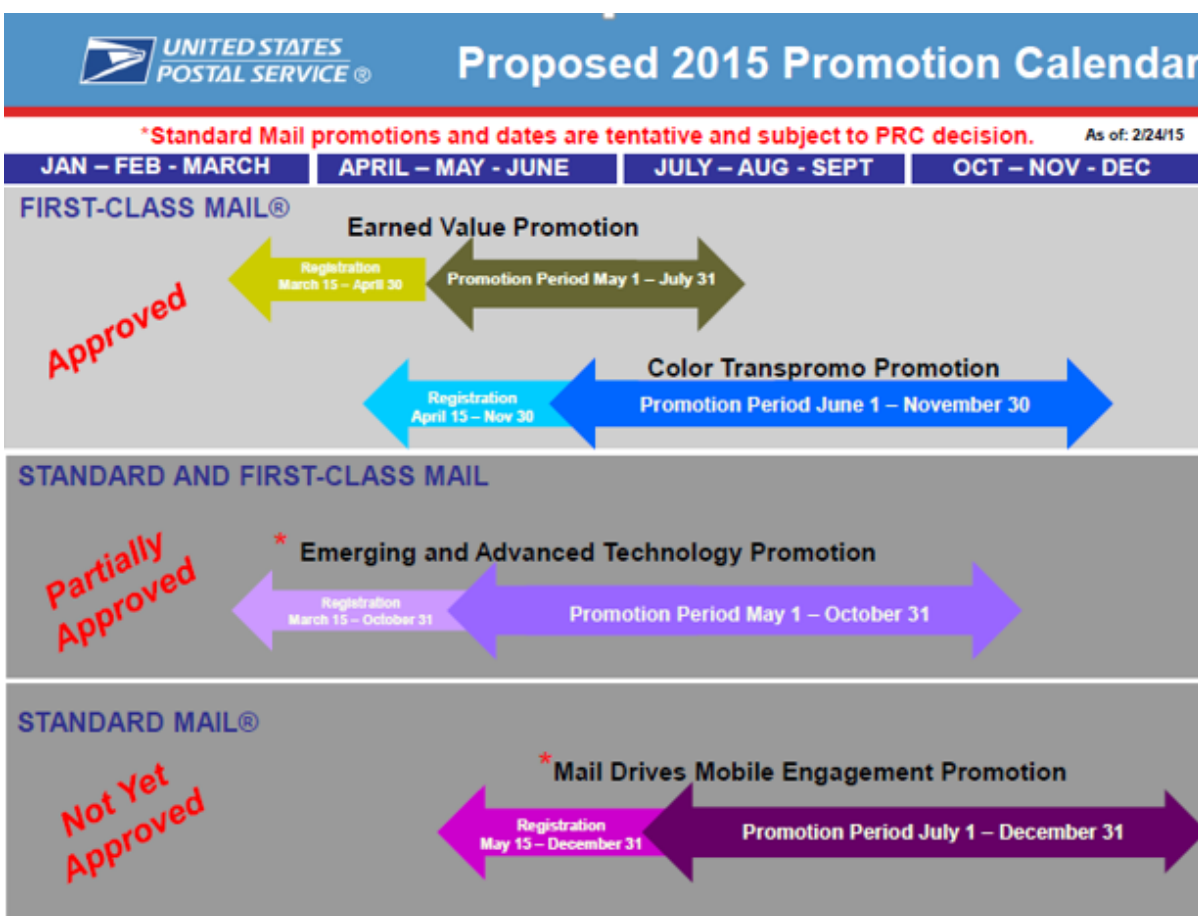 UNITED STATES
POSTAL SERVICE ®
Proposed 2015 Promotion Calendar
*Standard Mail promotions and dates are tentative and subject to PRC decision.
As of: 2/24/15
JAN – FEB - MARCH
APRIL – MAY - JUNE
JULY – AUG - SEPT
OCT – NOV - DEC
FIRST-CLASS MAIL®
Approved
Earned Value Promotion
Registration
March 15 – April 30
Promotion Period May 1 – July 31
Color Transpromo Promotion
Registration
April 15 – Nov 30
Promotion Period June 1 – November 30
STANDARD AND FIRST-CLASS MAIL
Partially
Approved
* Emerging and Advanced Technology Promotion
Registration
March 15 – October 31
Promotion Period May 1 – October 31
STANDARD MAIL®
Not Yet
Approved
*Mail Drives Mobile Engagement Promotion
Registration
May 15 – December 31
Promotion Period July 1 – December 31